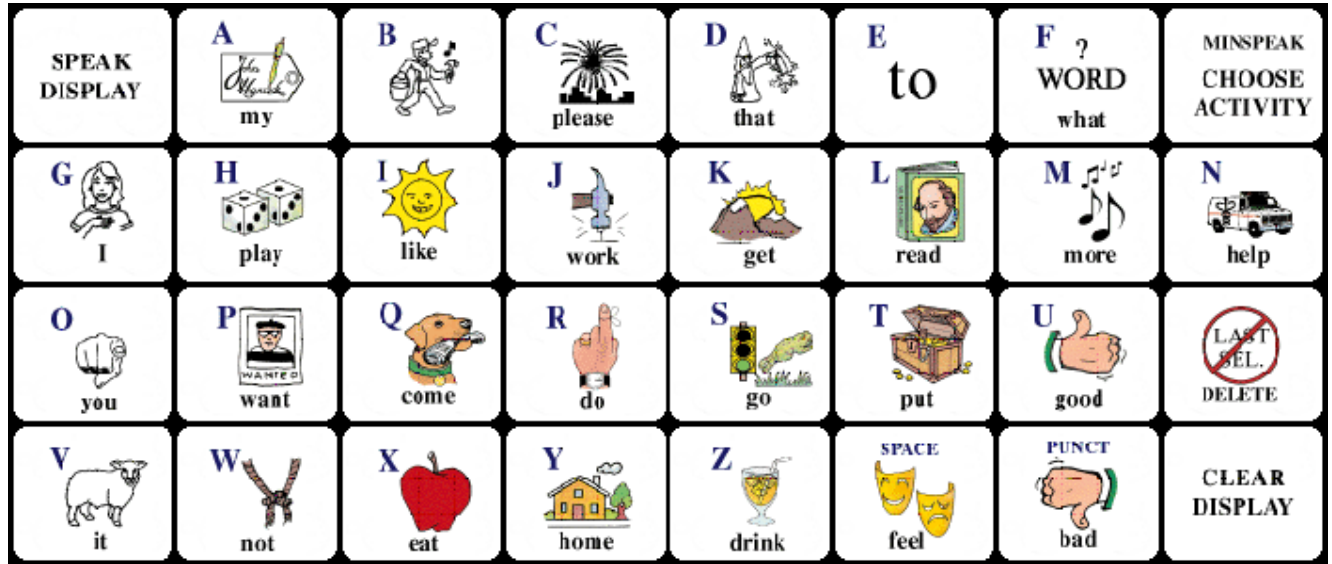 SPEAK DISPLAY
A my
B
C please
D that
E to
F ? WORD what
MINSPEAK CHOOSE ACTIVITY
G I
H play
I like
J work
K get
L read
M more
N help
O you
P WANTED want
Q come
R do
S go
T put
U good
LAST SEL. DELETE
V it
W not
X eat
Y home
Z drink
SPACE feel
PUNCT bad
CLEAR DISPLAY